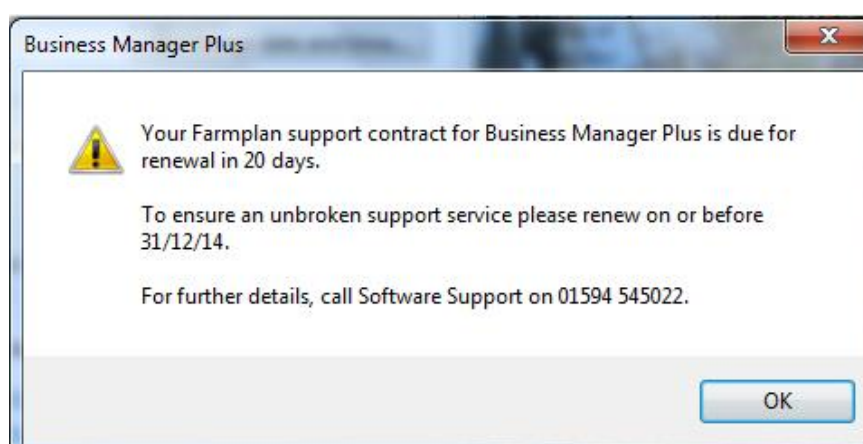 Business Manager Plus
Your Farmplan support contract for Business Manager Plus is due for
renewal in 20 days.
To ensure an unbroken support service please renew on or before
31/12/14.
For further details, call Software Support on 01594 545022.
OK